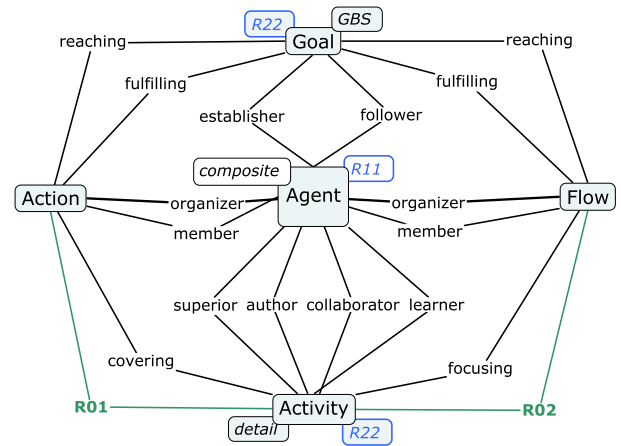 R22 GBS
Goal
reaching reaching
fulfilling fulfilling
establisher follower
composite R11
Action Agent Flow
organizer organizer
member member
superior author collaborator learner
covering focusing
R01 Activity R02
detail R22